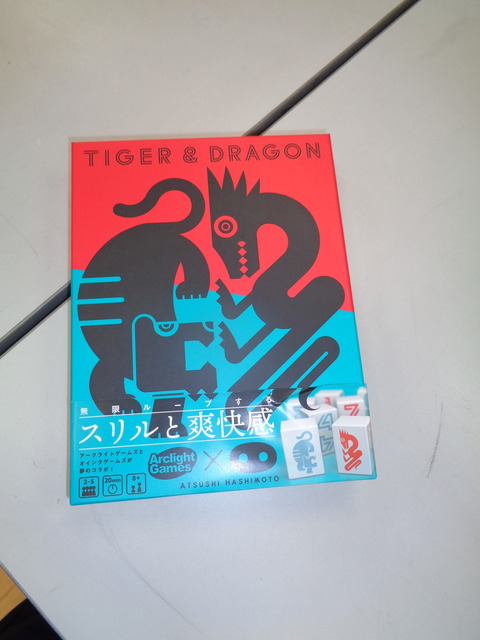 TIGER & DRAGON
無限ループする
スリルと爽快感
アークライトゲームズと
オインクゲームズが
夢のコラボ!
Arclight
Games
×
2-5
20min
8+
ATSUSHI HASHIMOTO